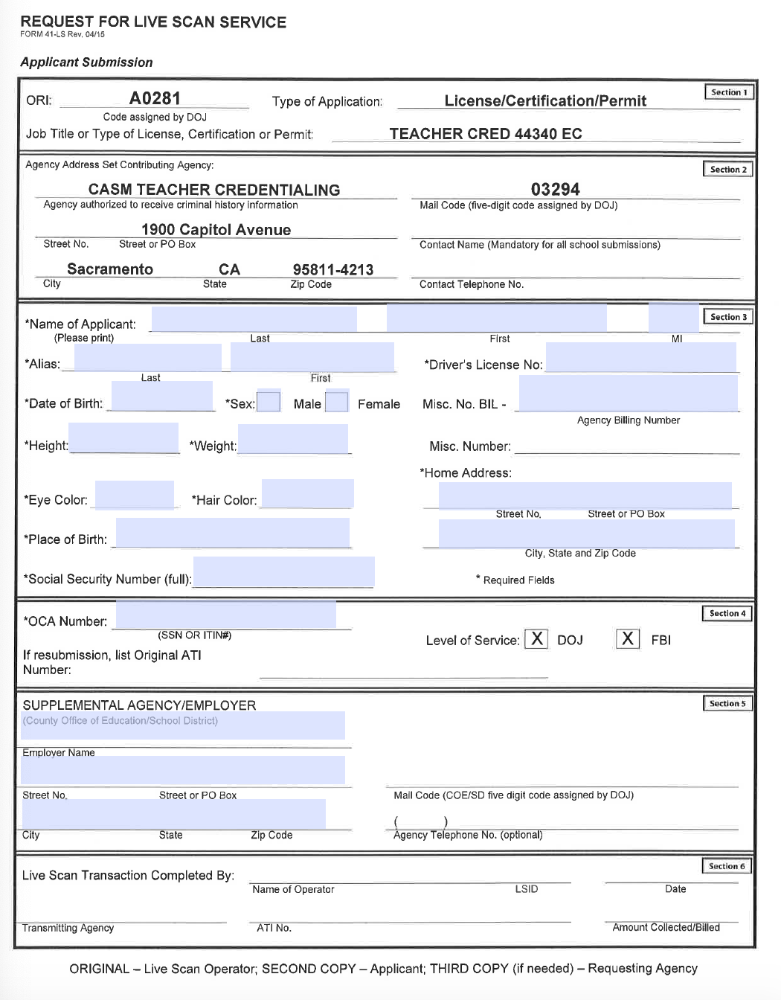 REQUEST FOR LIVE SCAN SERVICE
FORM 41-LS Rev. 04/15
Applicant Submission
Section 1
ORI: A0281 Type of Application: License/Certification/Permit
Code assigned by DOJ
Job Title or Type of License, Certification or Permit: TEACHER CRED 44340 EC
Agency Address Set Contributing Agency: Section 2
CASM TEACHER CREDENTIALING 03294
Agency authorized to receive criminal history information Mail Code (five-digit code assigned by DOJ)
1900 Capitol Avenue
Street No. Street or PO Box Contact Name (Mandatory for all school submissions)
Sacramento CA 95811-4213
City State Zip Code Contact Telephone No.
Section 3
*Name of Applicant:
(Please print) Last First MI
*Alias: *Driver's License No:
Last First
*Date of Birth: *Sex: Male Female Misc. No. BIL -
Agency Billing Number
*Height: *Weight: Misc. Number:
*Home Address:
*Eye Color: *Hair Color:
Street No. Street or PO Box
*Place of Birth:
City, State and Zip Code
*Social Security Number (full): * Required Fields
Section 4
*OCA Number:
(SSN OR ITIN#)
Level of Service: X DOJ X FBI
If resubmission, list Original ATI
Number:
SUPPLEMENTAL AGENCY/EMPLOYER Section 5
(County Office of Education/School District)
Employer Name
Street No. Street or PO Box Mail Code (COE/SD five digit code assigned by DOJ)
( )
City State Zip Code Agency Telephone No. (optional)
Section 6
Live Scan Transaction Completed By:
Name of Operator LSID Date
Transmitting Agency ATI No. Amount Collected/Billed
ORIGINAL – Live Scan Operator; SECOND COPY – Applicant; THIRD COPY (if needed) – Requesting Agency